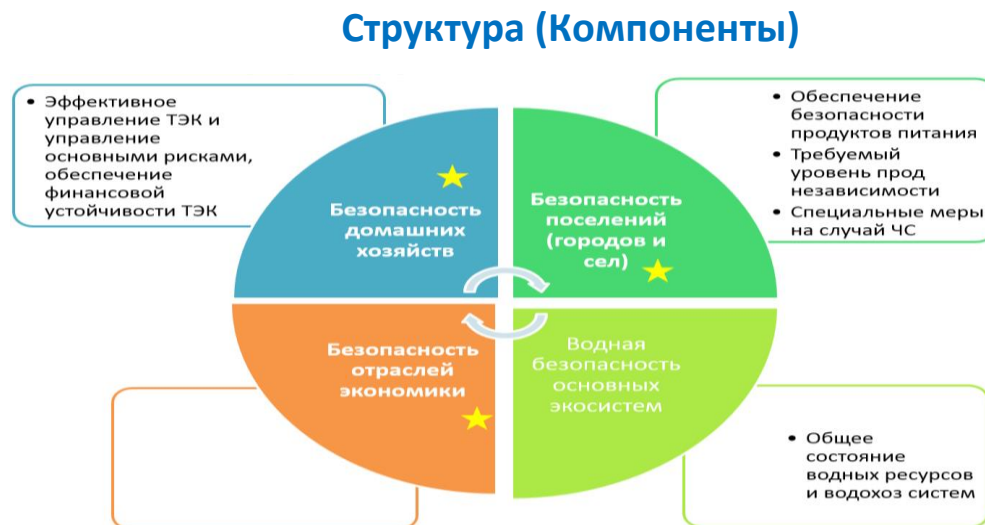 Структура (Компоненты)
• Эффективное
управление ТЭК и
управление
основными рисками,
обеспечение
финансовой
устойчивости ТЭК
• Обеспечение
безопасности
продуктов питания
• Требуемый
уровень прод
независимости
• Специальные меры
на случай ЧС
Безопасность
домашних
хозяйств
Безопасность
поселений
(городов и
сел)
Безопасность
отраслей
экономики
Водная
безопасность
основных
экосистем
• Общее
состояние
водных ресурсов
и водохоз систем